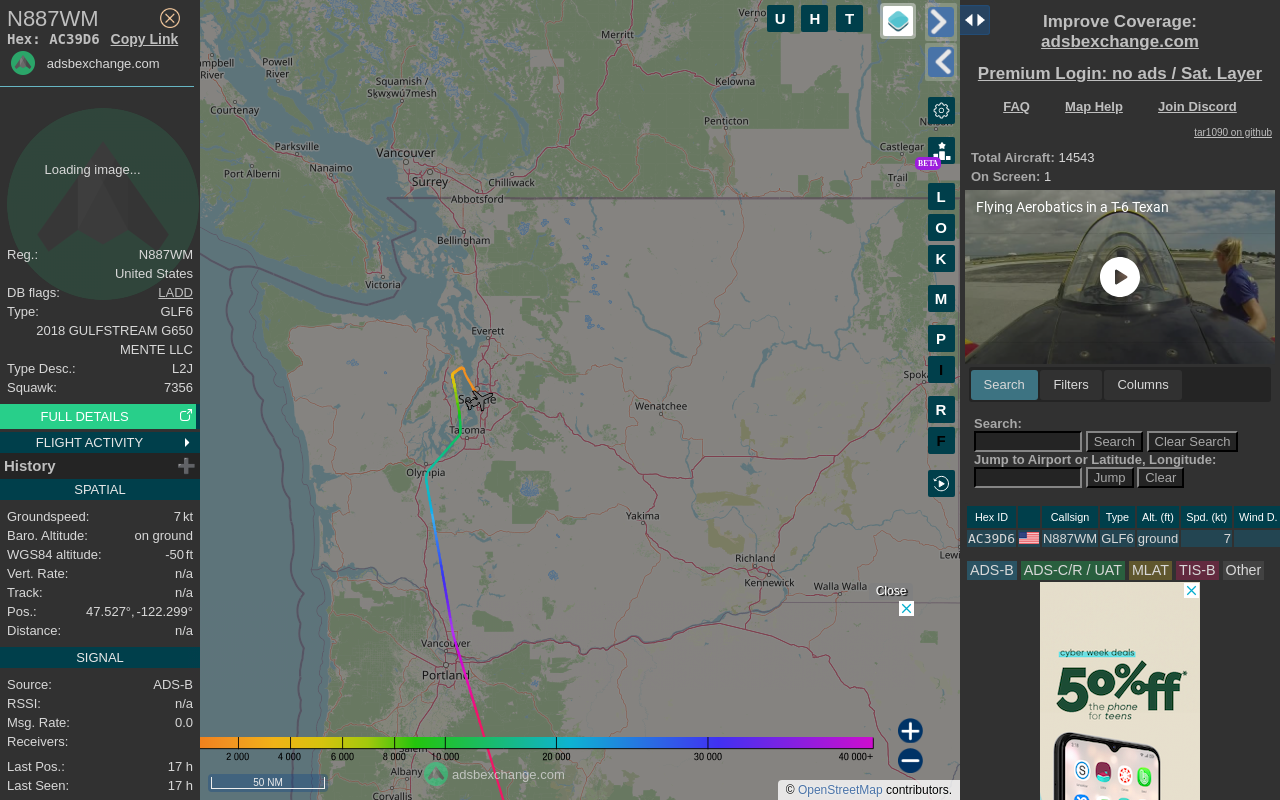 N887WM
Hex: AC39D6 Copy Link
adsbexchange.com
Loading image...
Reg.: N887WM
United States
DB flags: LADD
Type: GLF6
2018 GULFSTREAM G650
MENTE LLC
Type Desc.: L2J
Squawk: 7356
FULL DETAILS
FLIGHT ACTIVITY
History
SPATIAL
Groundspeed: 7 kt
Baro. Altitude: on ground
WGS84 altitude: -50 ft
Vert. Rate: n/a
Track: n/a
Pos.: 47.527°, -122.299°
Distance: n/a
SIGNAL
Source: ADS-B
RSSI: n/a
Msg. Rate: 0.0
Receivers:
Last Pos.: 17 h
Last Seen: 17 h
U H T
Merritt
Powell
River
River
Squamish /
Sḵwx̱wú7mesh
Kelowna
Courtenay
Penticton
Parksville
Vancouver
Castlegar
Nanaimo
Port Alberni
Surrey
Chilliwack
Trail
Abbotsford
Bellingham
Victoria
Everett
Tacoma
Wenatchee
Olympia
Yakima
Richland
Kennewick
Walla Walla
Vancouver
Portland
Albany
Corvallis
BETA
L
O
K
M
P
I
R
F
Close
2 000 4 000 6 000 8 000 10 000 20 000 30 000 40 000+
50 NM
adsbexchange.com
© OpenStreetMap contributors.
Improve Coverage:
adsbexchange.com
Premium Login: no ads / Sat. Layer
FAQ Map Help Join Discord
tar1090 on github
Total Aircraft: 14543
On Screen: 1
Flying Aerobatics in a T-6 Texan
Search Filters Columns
Search:
Search Clear Search
Jump to Airport or Latitude, Longitude:
Jump Clear
Hex ID Callsign Type Alt. (ft) Spd. (kt) Wind D.
AC39D6 N887WM GLF6 ground 7
ADS-B ADS-C/R / UAT MLAT TIS-B Other
cyber week deals
50%off*
the phone
for teens